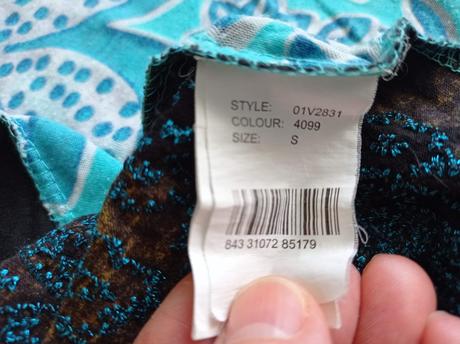 STYLE: 01V2831
COLOUR: 4099
SIZE: S
843 31072 85179